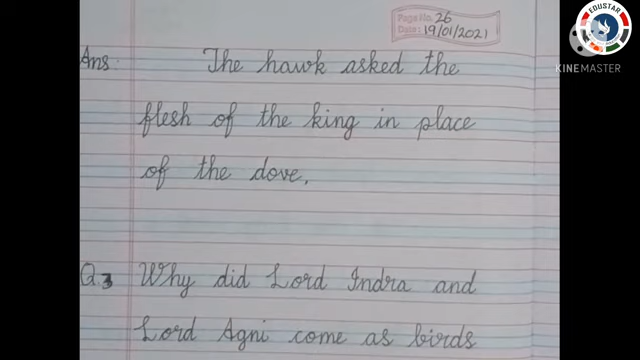 Page No. 26
Date: 19/01/2021
EDUSTAR
KINEMASTER
Ans. The hawk asked the
flesh of the king in place
of the dove.
Q.3 Why did Lord Indra and
Lord Agni come as birds